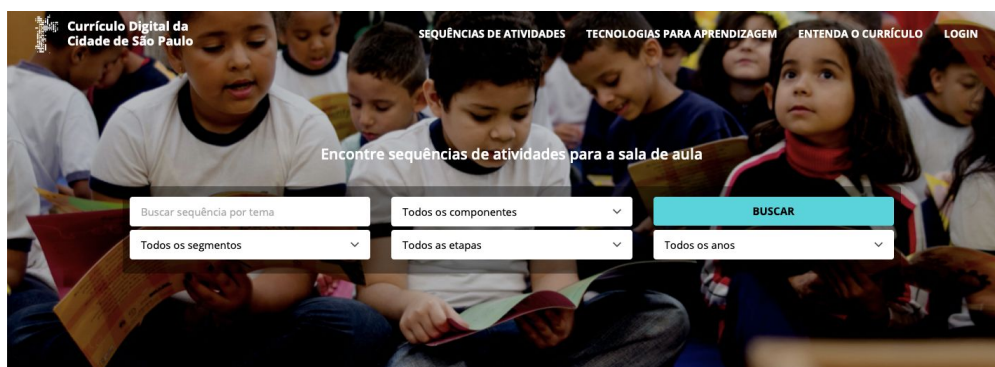 Currículo Digital da
Cidade de São Paulo
SEQUÊNCIAS DE ATIVIDADES TECNOLOGIAS PARA APRENDIZAGEM ENTENDA O CURRÍCULO LOGIN
Encontre sequências de atividades para a sala de aula
Buscar sequência por tema Todos os componentes BUSCAR
Todos os segmentos Todas as etapas Todos os anos